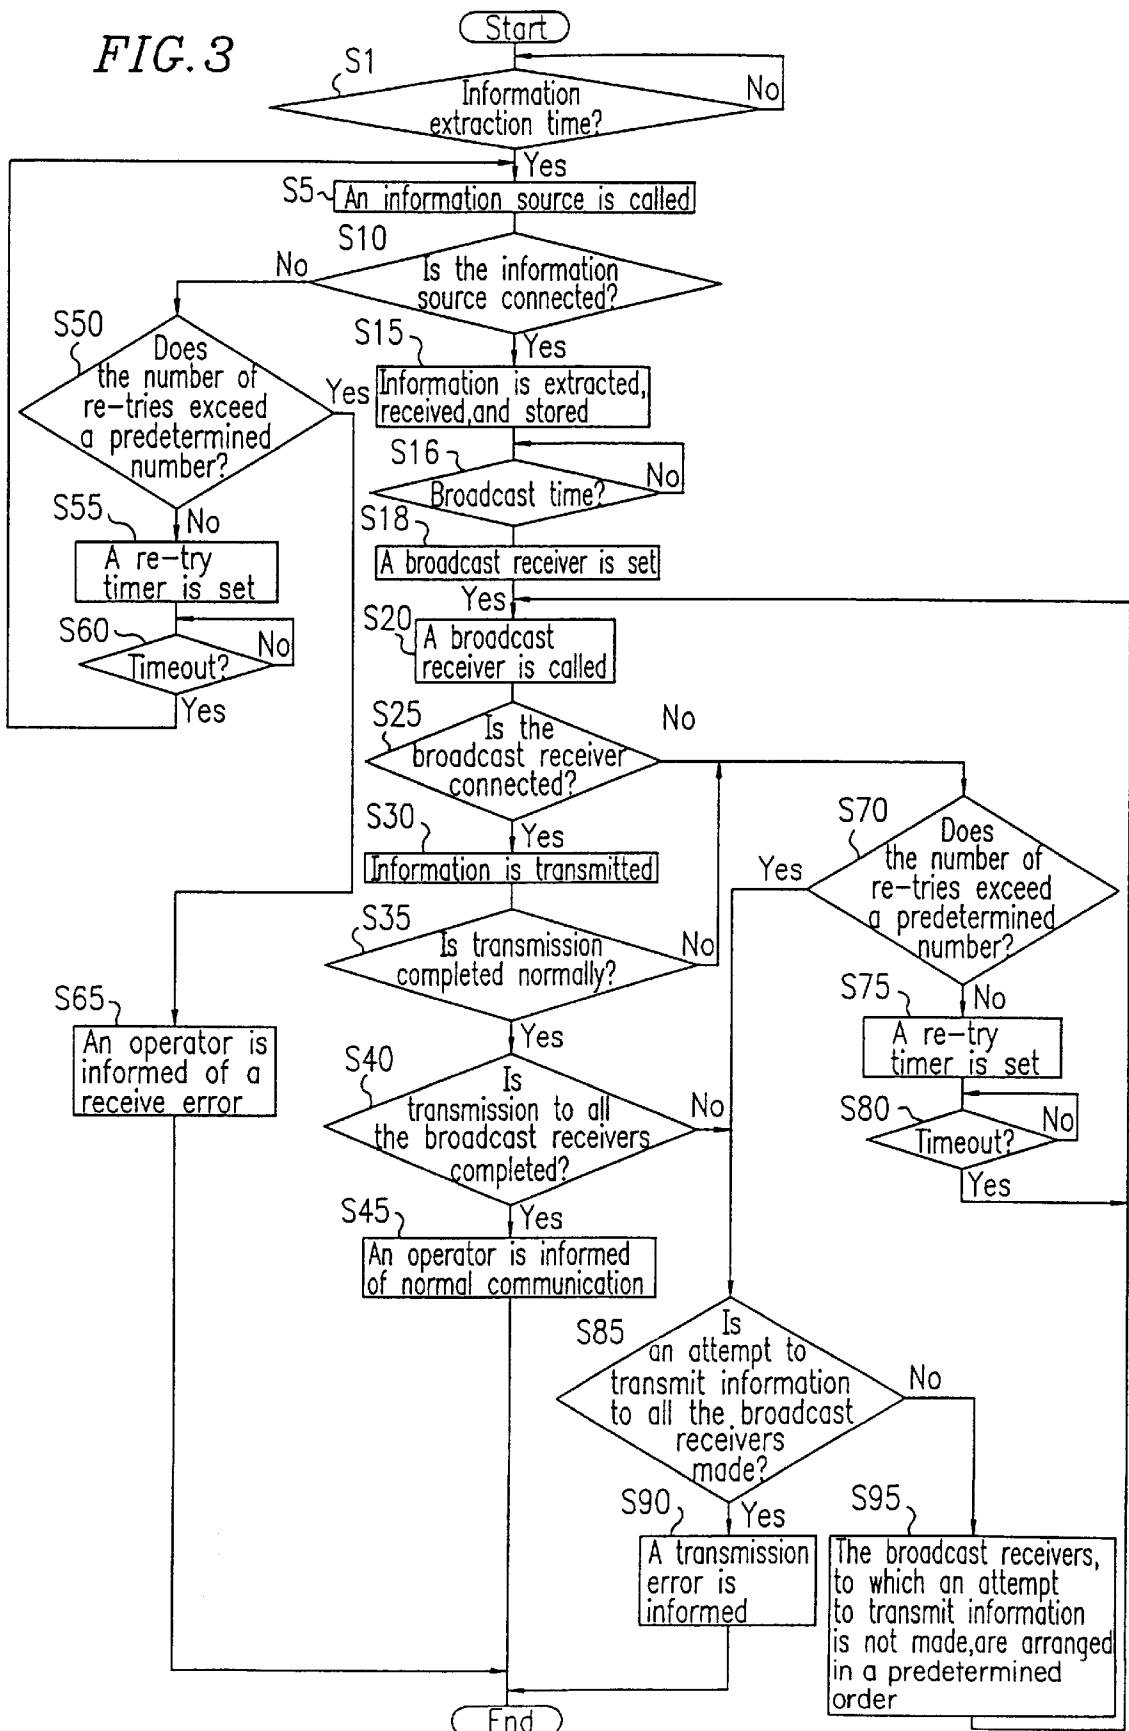 FIG.3
Start
S1
Information
extraction time?
No
Yes
S5
An information source is called
S10
Is the information
source connected?
No
Yes
S50
Does
the number of
re-tries exceed
a predetermined
number?
Yes
No
S15
Information is extracted,
received,and stored
S16
Broadcast time?
No
S55
A re-try
timer is set
S18
A broadcast receiver is set
Yes
S60
Timeout?
No
Yes
S20
A broadcast
receiver is called
S25
Is the
broadcast receiver
connected?
No
Yes
S30
Information is transmitted
S70
Does
the number of
re-tries exceed
a predetermined
number?
Yes
No
S35
Is transmission
completed normally?
No
Yes
S75
A re-try
timer is set
S65
An operator is
informed of a
receive error
S40
Is
transmission to all
the broadcast receivers
completed?
No
Yes
S80
Timeout?
No
Yes
S45
An operator is informed
of normal communication
S85
Is
an attempt to
transmit information
to all the broadcast
receivers
made?
No
Yes
S90
A transmission
error is
informed
S95
The broadcast receivers,
to which an attempt
to transmit information
is not made,are arranged
in a predetermined
order
End